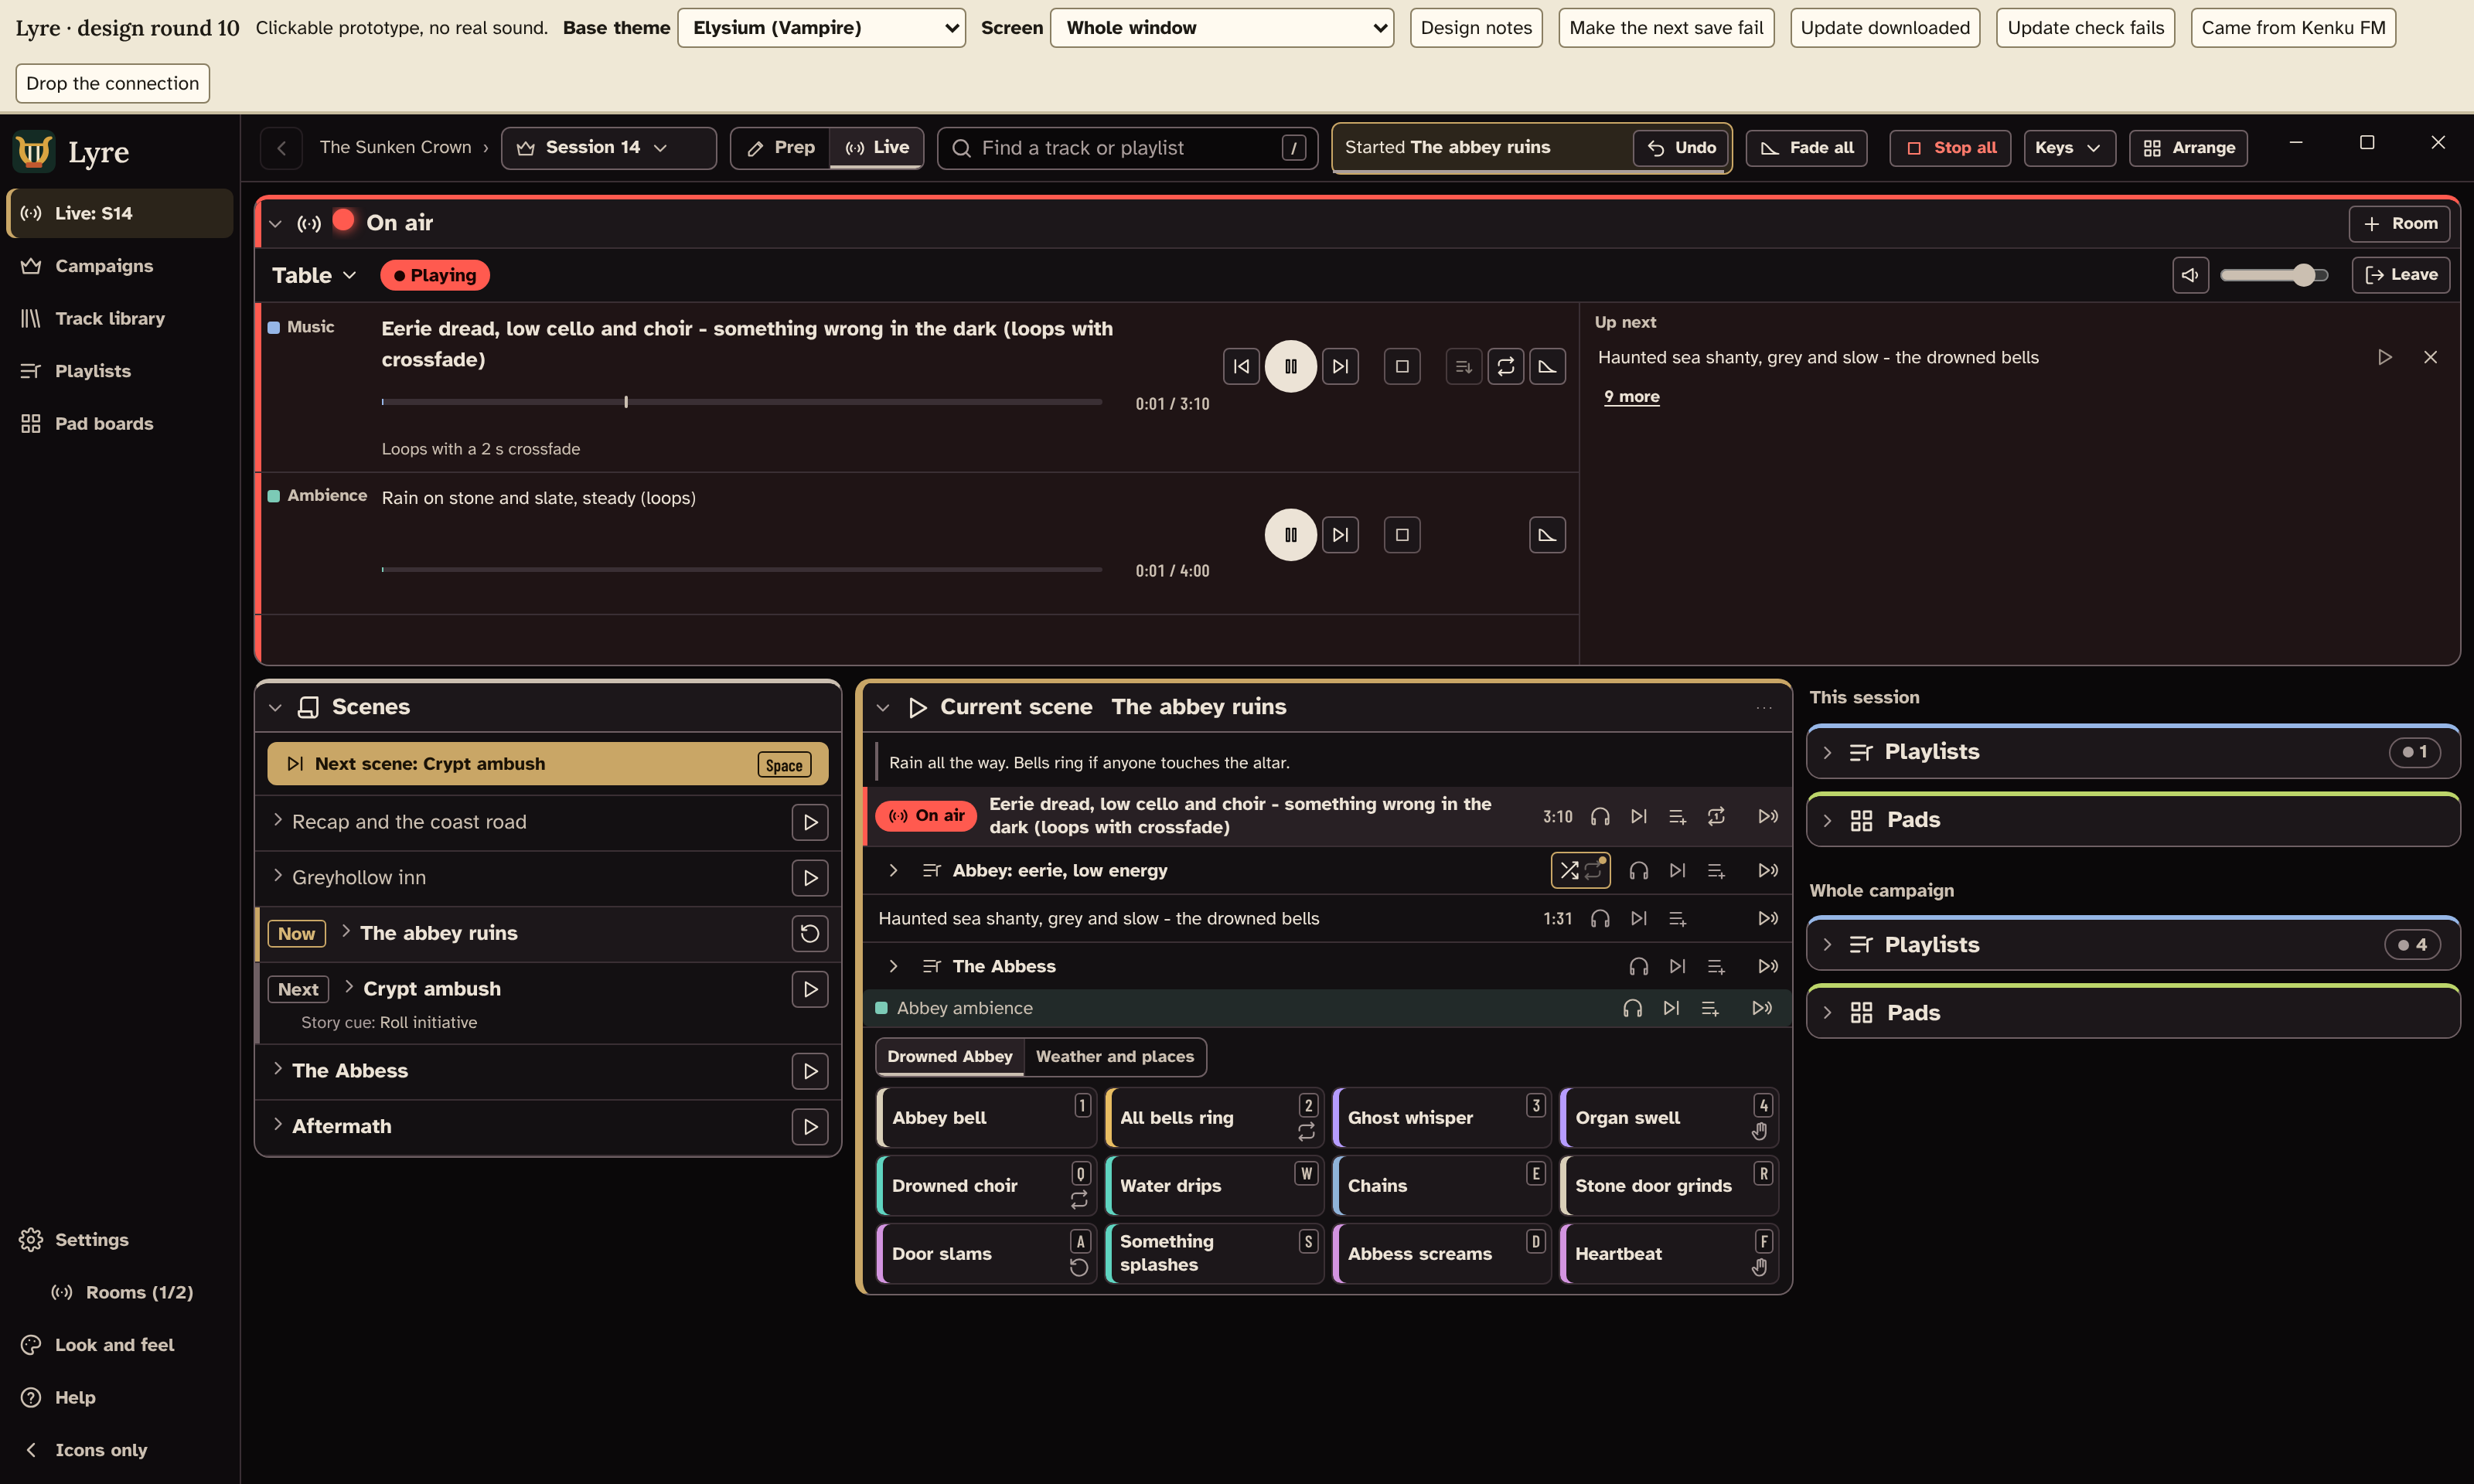 Lyre · design round 10 Clickable prototype, no real sound. Base theme Elysium (Vampire) Screen Whole window Design notes Make the next save fail Update downloaded Update check fails Came from Kenku FM
Drop the connection
Lyre
The Sunken Crown › Session 14 Prep Live Find a track or playlist / Started The abbey ruins Undo Fade all Stop all Keys Arrange
Live: S14
Campaigns
Track library
Playlists
Pad boards
Settings
Rooms (1/2)
Look and feel
Help
Icons only
On air Room
Table Playing Leave
Music Eerie dread, low cello and choir - something wrong in the dark (loops with
crossfade)
0:01 / 3:10
Loops with a 2 s crossfade
Ambience Rain on stone and slate, steady (loops)
0:01 / 4:00
Up next
Haunted sea shanty, grey and slow - the drowned bells
9 more
Scenes
Next scene: Crypt ambush Space
Recap and the coast road
Greyhollow inn
Now The abbey ruins
Next Crypt ambush
Story cue: Roll initiative
The Abbess
Aftermath
Current scene The abbey ruins ...
Rain all the way. Bells ring if anyone touches the altar.
On air Eerie dread, low cello and choir - something wrong in the
dark (loops with crossfade) 3:10
Abbey: eerie, low energy
Haunted sea shanty, grey and slow - the drowned bells 1:31
The Abbess
Abbey ambience
Drowned Abbey Weather and places
Abbey bell 1 All bells ring 2 Ghost whisper 3 Organ swell 4
Drowned choir Q Water drips W Chains E Stone door grinds R
Door slams A Something
splashes S Abbess screams D Heartbeat F
This session
Playlists 1
Pads
Whole campaign
Playlists 4
Pads